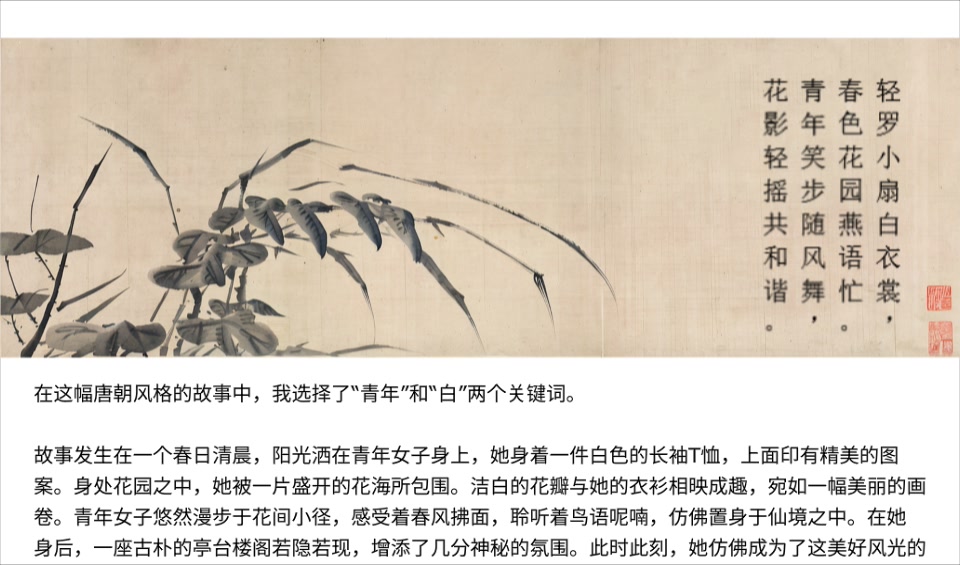 轻罗小扇白衣裳，
春色花园燕语忙。
青年笑步随风舞，
花影轻摇共和谐。
在这幅唐朝风格的故事中，我选择了“青年”和“白”两个关键词。
故事发生在一个春日清晨，阳光洒在青年女子身上，她身着一件白色的长袖T恤，上面印有精美的图
案。身处花园之中，她被一片盛开的花海所包围。洁白的花瓣与她的衣衫相映成趣，宛如一幅美丽的画
卷。青年女子悠然漫步于花间小径，感受着春风拂面，聆听着鸟语呢喃，仿佛置身于仙境之中。在她
身后，一座古朴的亭台楼阁若隐若现，增添了几分神秘的氛围。此时此刻，她仿佛成为了这美好风光的